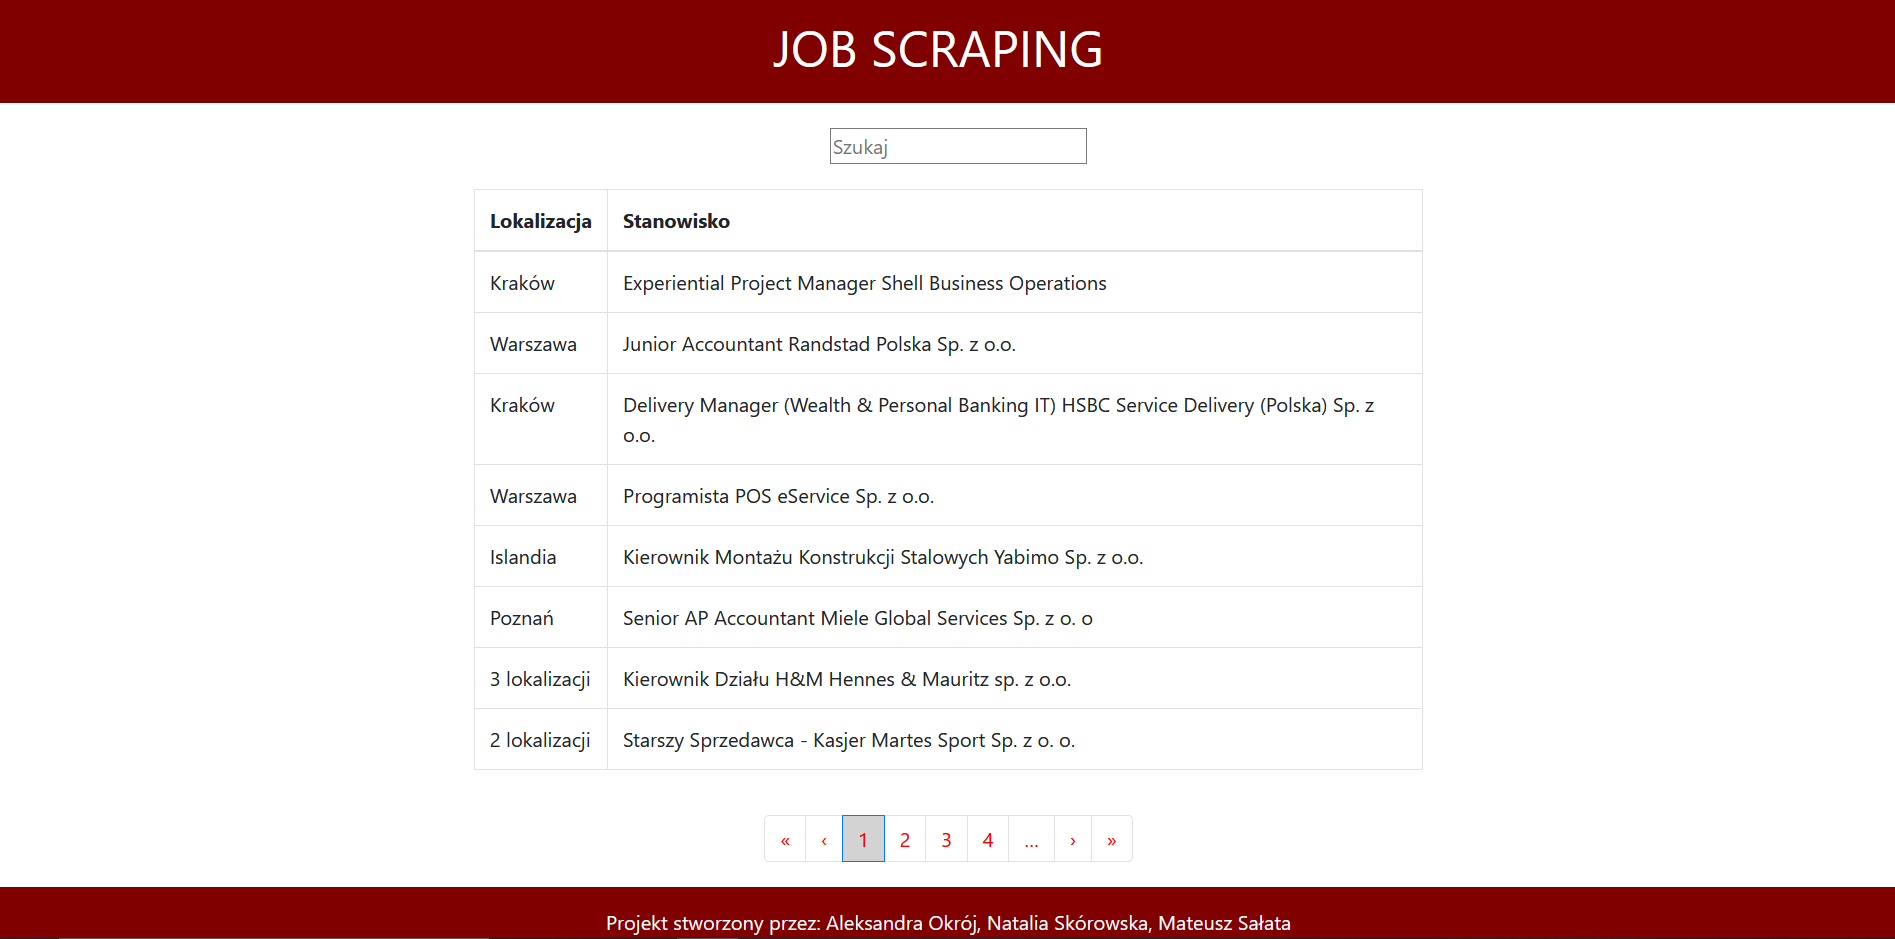 JOB SCRAPING
Szukaj
Lokalizacja Stanowisko
Kraków Experiential Project Manager Shell Business Operations
Warszawa Junior Accountant Randstad Polska Sp. z o.o.
Kraków Delivery Manager (Wealth & Personal Banking IT) HSBC Service Delivery (Polska) Sp. z
o.o.
Warszawa Programista POS eService Sp. z o.o.
Islandia Kierownik Montażu Konstrukcji Stalowych Yabimo Sp. z o.o.
Poznań Senior AP Accountant Miele Global Services Sp. z o. o
3 lokalizacji Kierownik Działu H&M Hennes & Mauritz sp. z o.o.
2 lokalizacji Starszy Sprzedawca - Kasjer Martes Sport Sp. z o. o.
« ‹ 1 2 3 4 ... › »
Projekt stworzony przez: Aleksandra Okrój, Natalia Skórowska, Mateusz Sałata